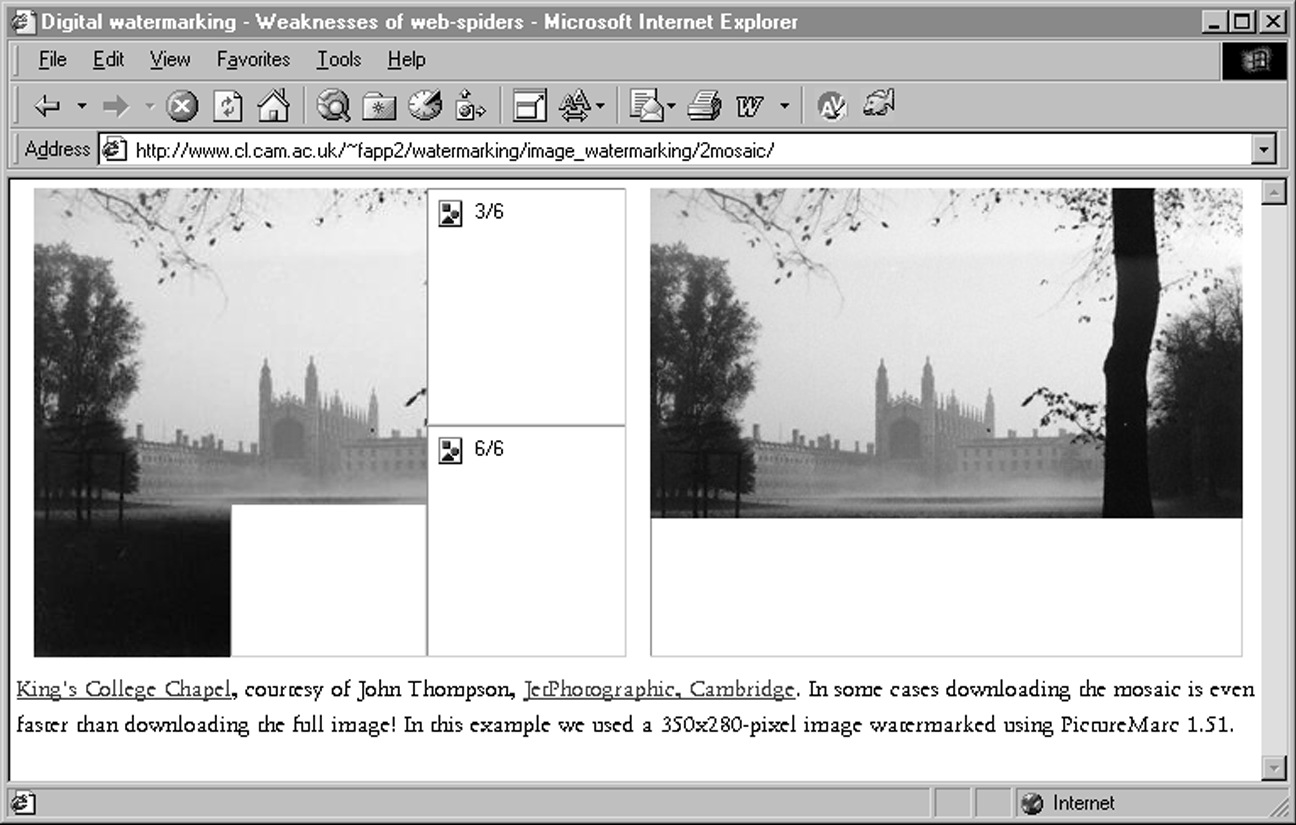 Digital watermarking - Weaknesses of web-spiders - Microsoft Internet Explorer
File Edit View Favorites Tools Help
Address http://www.cl.cam.ac.uk/~fapp2/watermarking/image_watermarking/2mosaic/
3/6
6/6
King's College Chapel, courtesy of John Thompson, JetPhotographic, Cambridge. In some cases downloading the mosaic is even
faster than downloading the full image! In this example we used a 350x280-pixel image watermarked using PictureMarc 1.51.
Internet